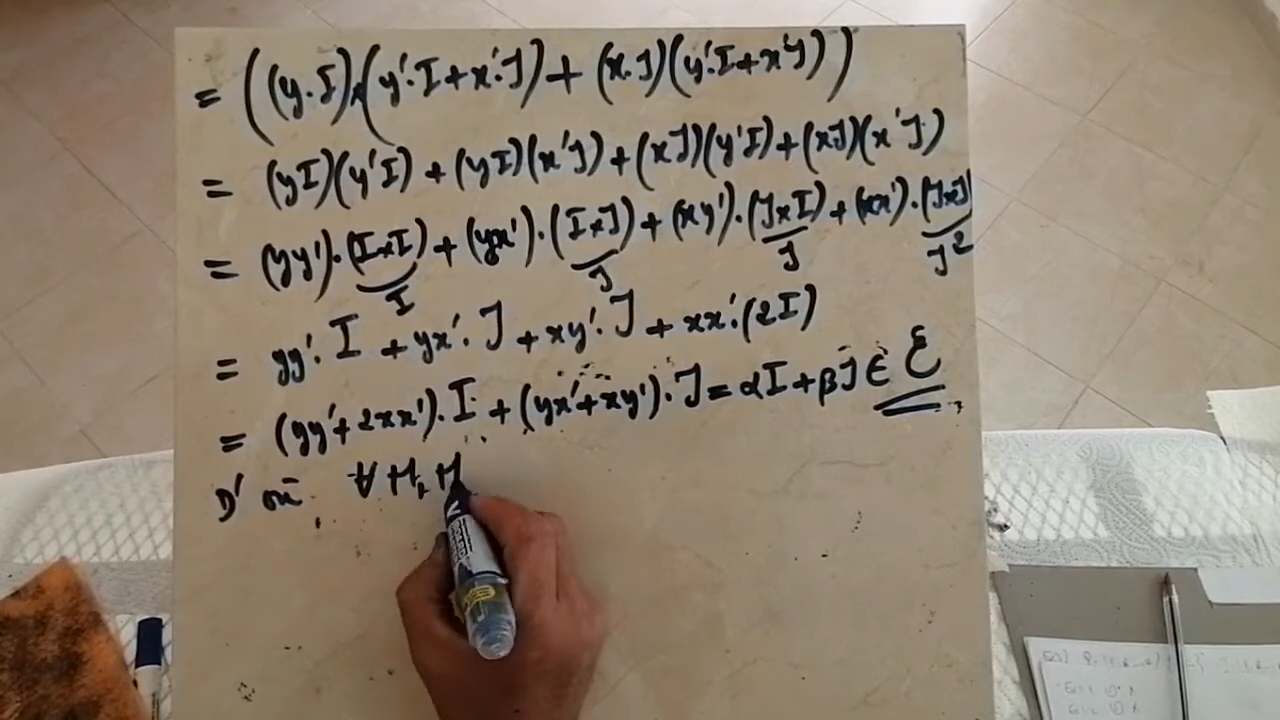 = ((y.I)×(y'.I+x'.J)+(x.J)(y'.I+x'J))
= (yI)(y'I)+(yI)(x'J)+(xJ)(y'I)+(xJ)(x'J)
= (yy').(I×I)+(yx').(I×J)+(xy').(J×I)+(xx').(J×J)
I J J J²
= yy'.I+yx'.J+xy'.J+xx'.(2I)
= (yy'+2xx').I+(yx'+xy').J=αI+βJ∈ E
D'où ∀ M, M